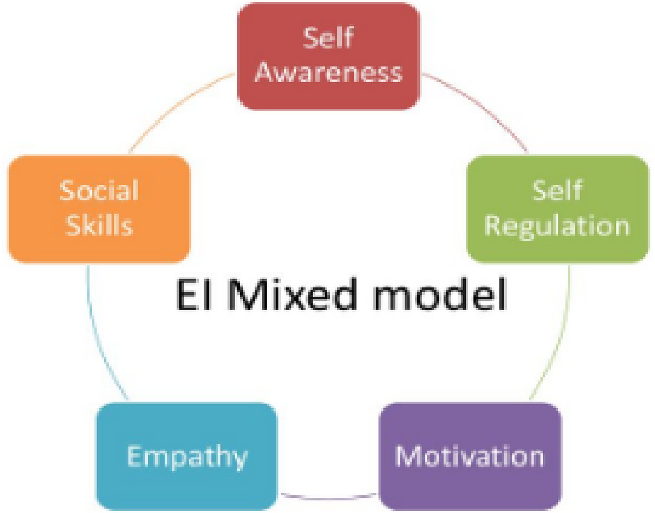 Self
Awareness
Social
Skills
Self
Regulation
EI Mixed model
Empathy
Motivation